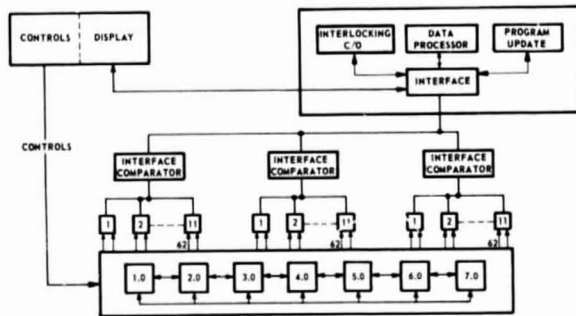 CONTROLS DISPLAY
INTERLOCKING
C/O
DATA
PROCESSOR
PROGRAM
UPDATE
INTERFACE
CONTROLS
INTERFACE
COMPARATOR
INTERFACE
COMPARATOR
INTERFACE
COMPARATOR
1 2 11
1 2 11
1 2 11
62 62 62
1.0 2.0 3.0 4.0 5.0 6.0 7.0